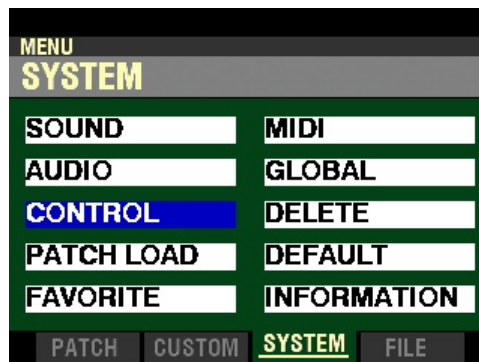 MENU
SYSTEM
SOUND
MIDI
AUDIO
GLOBAL
CONTROL
DELETE
PATCH LOAD
DEFAULT
FAVORITE
INFORMATION
PATCH CUSTOM SYSTEM FILE